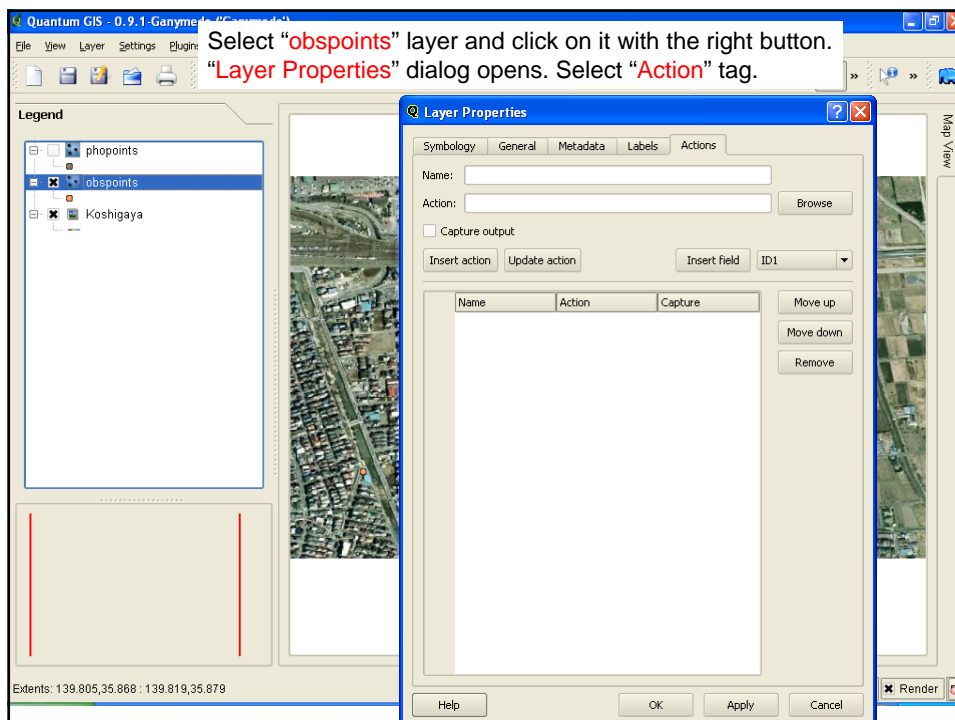 Quantum GIS - 0.9.1-Ganymede ('Ganymede')
Select “obspoints” layer and click on it with the right button.
“Layer Properties” dialog opens. Select “Action” tag.
File View Layer Settings Plugins
» »
Legend
phopoints
obspoints
Koshigaya
Map View
Layer Properties
Symbology General Metadata Labels Actions
Name:
Action: Browse
Capture output
Insert action Update action Insert field ID1
Name Action Capture
Move up
Move down
Remove
Help OK Apply Cancel
Extents: 139.805,35.868 : 139.819,35.879
Render